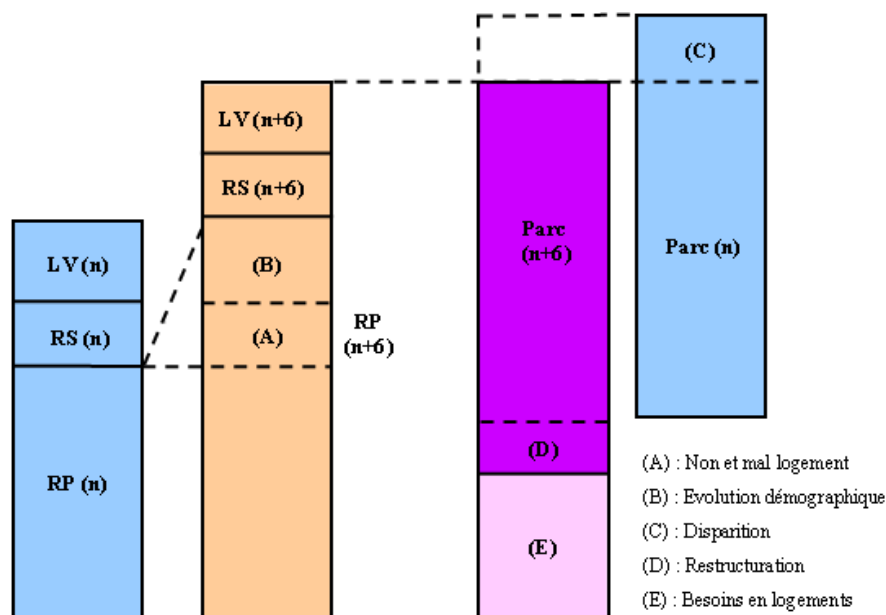 LV (n)
RS (n)
RP (n)
LV (n+6)
RS (n+6)
(B)
(A)
RP
(n+6)
Parc
(n+6)
(D)
(E)
(C)
Parc (n)
(A) : Non et mal logement
(B) : Evolution démographique
(C) : Disparition
(D) : Restructuration
(E) : Besoins en logements